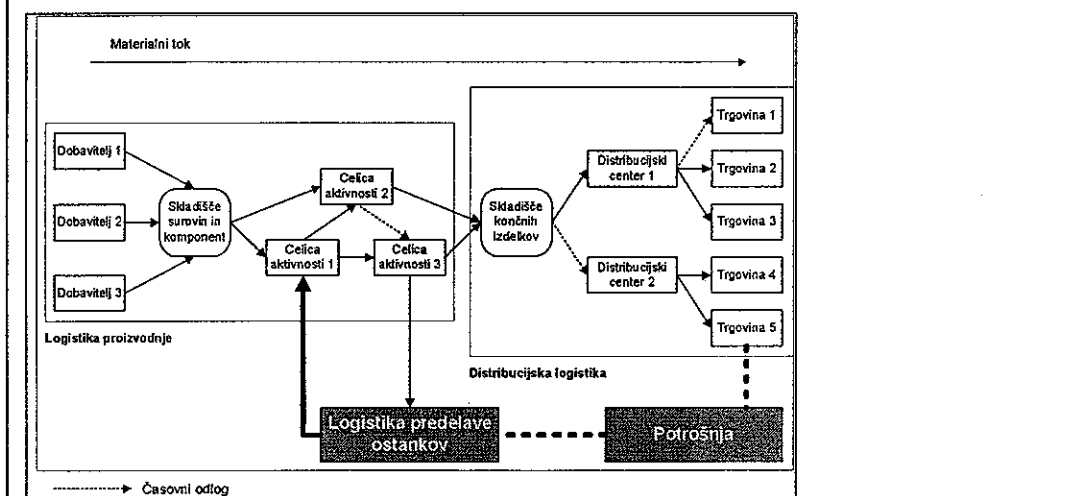 Materialni tok
Dobavitelj 1
Dobavitelj 2
Dobavitelj 3
Skladišče
surovin in
komponent
Celica
aktivnosti 2
Celica
aktivnosti 1
Celica
aktivnosti 3
Logistika proizvodnje
Skladišče
končnih
izdelkov
Distribucijski
center 1
Distribucijski
center 2
Trgovina 1
Trgovina 2
Trgovina 3
Trgovina 4
Trgovina 5
Distribucijska logistika
Logistika predelave
ostankov
Potrošnja
Časovni odlog